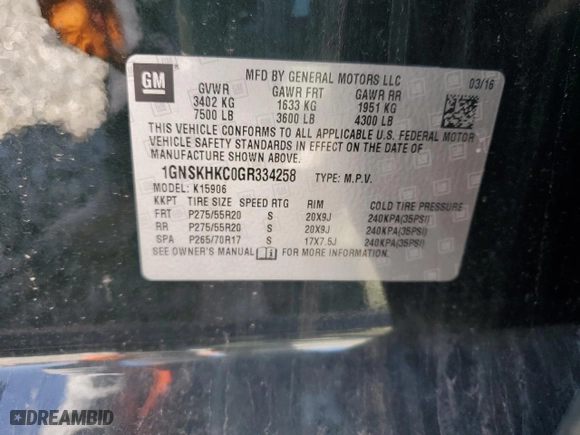 GM
MFD BY GENERAL MOTORS LLC 03/16
GVWR GAWR FRT GAWR RR
3402 KG 1633 KG 1951 KG
7500 LB 3600 LB 4300 LB
THIS VEHICLE CONFORMS TO ALL APPLICABLE U.S. FEDERAL MOTOR
VEHICLE SAFETY STANDARDS IN EFFECT ON THE DATE OF
MANUFACTURE SHOWN ABOVE.
1GNSKHKC0GR334258 TYPE: M.P.V.
MODEL: K15906
KKPT TIRE SIZE SPEED RTG RIM COLD TIRE PRESSURE
FRT P275/55R20 S 20X9J 240KPA(35PSI)
RR P275/55R20 S 20X9J 240KPA(35PSI)
SPA P265/70R17 S 17X7.5J 240KPA(35PSI)
SEE OWNER'S MANUAL FOR MORE INFORMATION.
DREAMBID